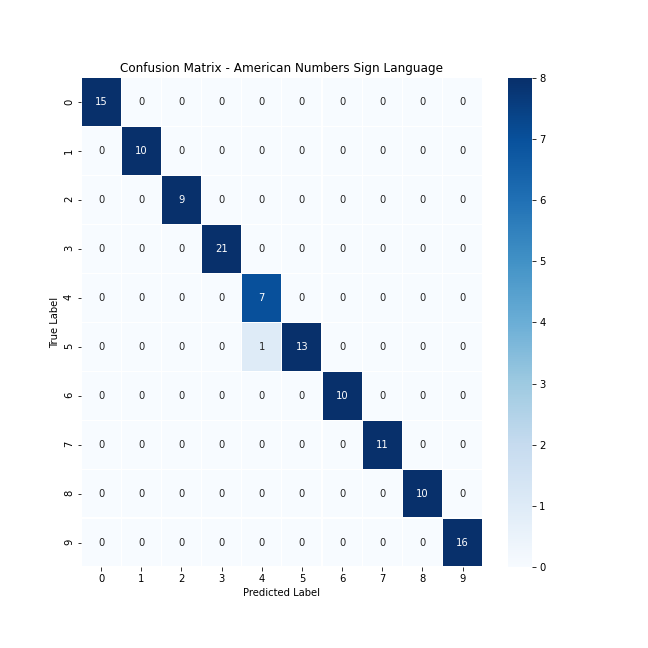 Confusion Matrix - American Numbers Sign Language
0 15 0 0 0 0 0 0 0 0 0
1 0 10 0 0 0 0 0 0 0 0
2 0 0 9 0 0 0 0 0 0 0
3 0 0 0 21 0 0 0 0 0 0
4 0 0 0 0 7 0 0 0 0 0
5 0 0 0 0 1 13 0 0 0 0
6 0 0 0 0 0 0 10 0 0 0
7 0 0 0 0 0 0 0 11 0 0
8 0 0 0 0 0 0 0 0 10 0
9 0 0 0 0 0 0 0 0 0 16
0 1 2 3 4 5 6 7 8 9
Predicted Label
True Label
8
7
6
5
4
3
2
1
0